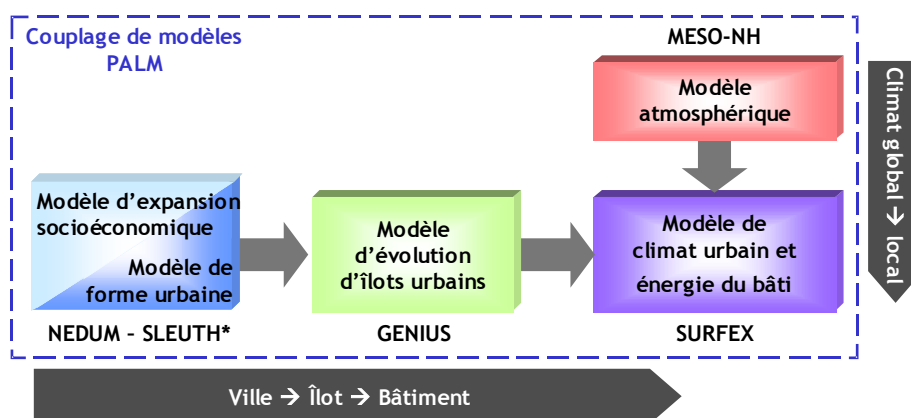 Couplage de modèles
PALM
MESO-NH
Modèle
atmosphérique
Climat global → local
Modèle d’expansion
socioéconomique
Modèle de
forme urbaine
Modèle
d’évolution
d’îlots urbains
Modèle de
climat urbain et
énergie du bâti
NEDUM – SLEUTH*
GENIUS
SURFEX
Ville → Îlot → Bâtiment